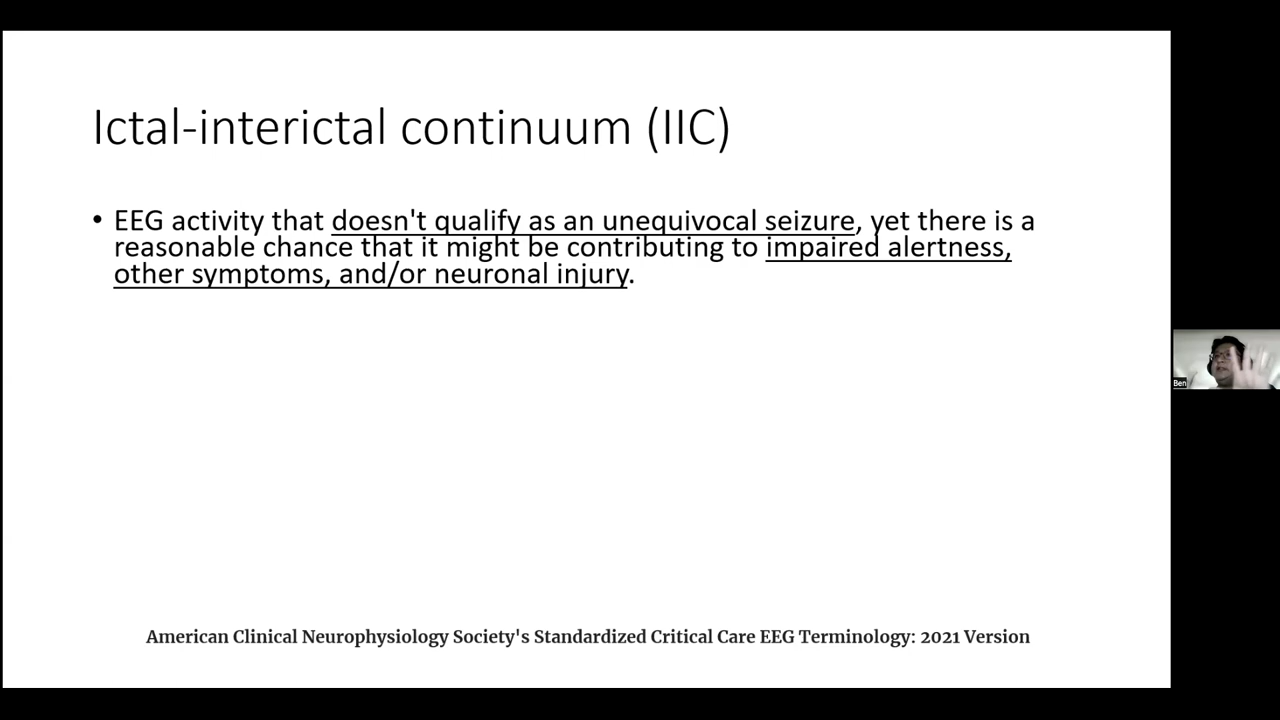 Ictal-interictal continuum (IIC)
• EEG activity that doesn't qualify as an unequivocal seizure, yet there is a
reasonable chance that it might be contributing to impaired alertness,
other symptoms, and/or neuronal injury.
Ben
American Clinical Neurophysiology Society's Standardized Critical Care EEG Terminology: 2021 Version